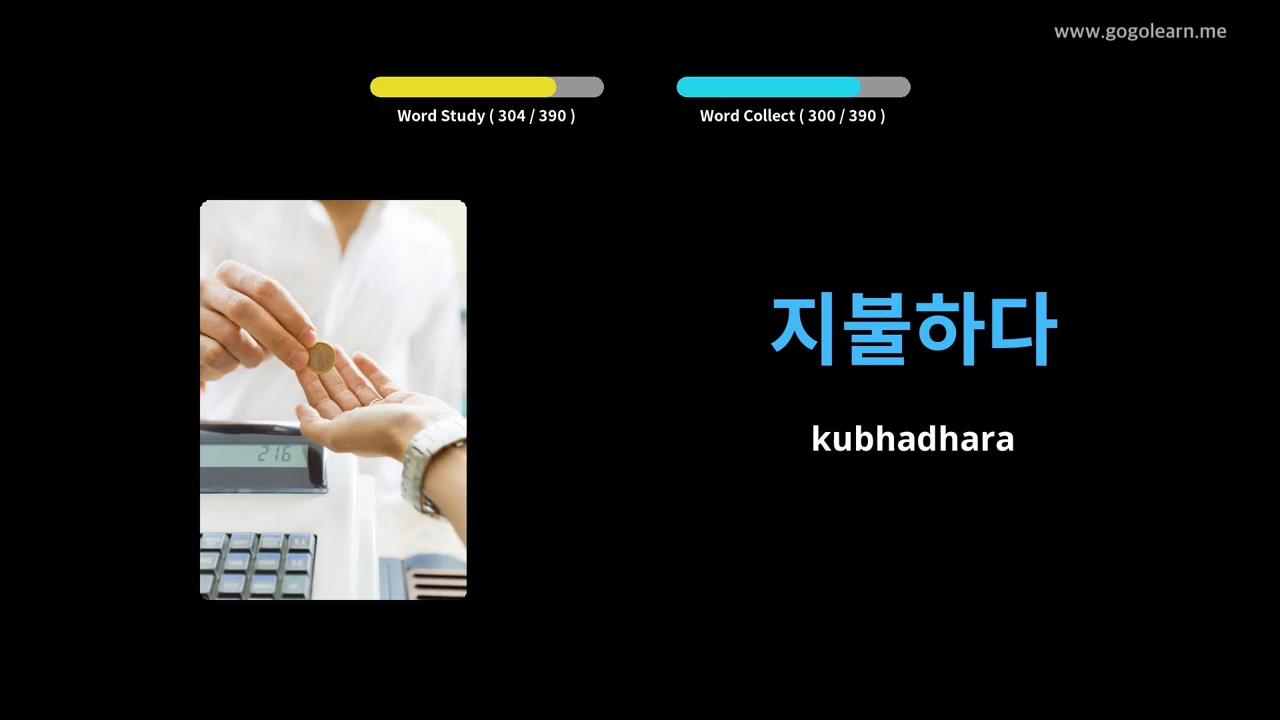 www.gogolearn.me
Word Study ( 304 / 390 )
Word Collect ( 300 / 390 )
지불하다
kubhadhara
216